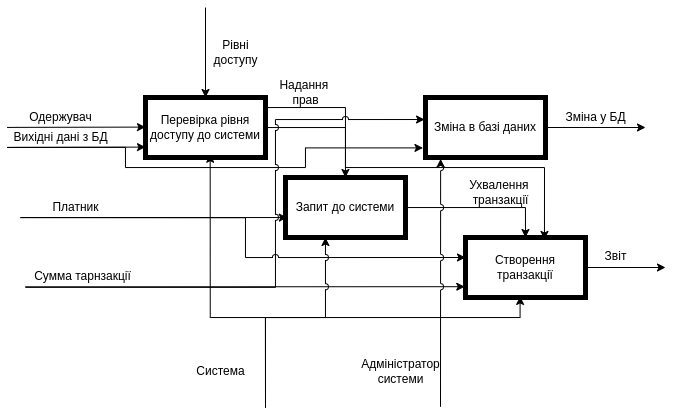 Рівні
доступу
Надання
прав
Одержувач
Вихідні дані з БД
Перевірка рівня
доступу до системи
Зміна в базі даних
Зміна у БД
Платник
Запит до системи
Ухвалення
транзакції
Сумма тарнзакції
Створення
транзакції
Звіт
Система
Адміністратор
системи